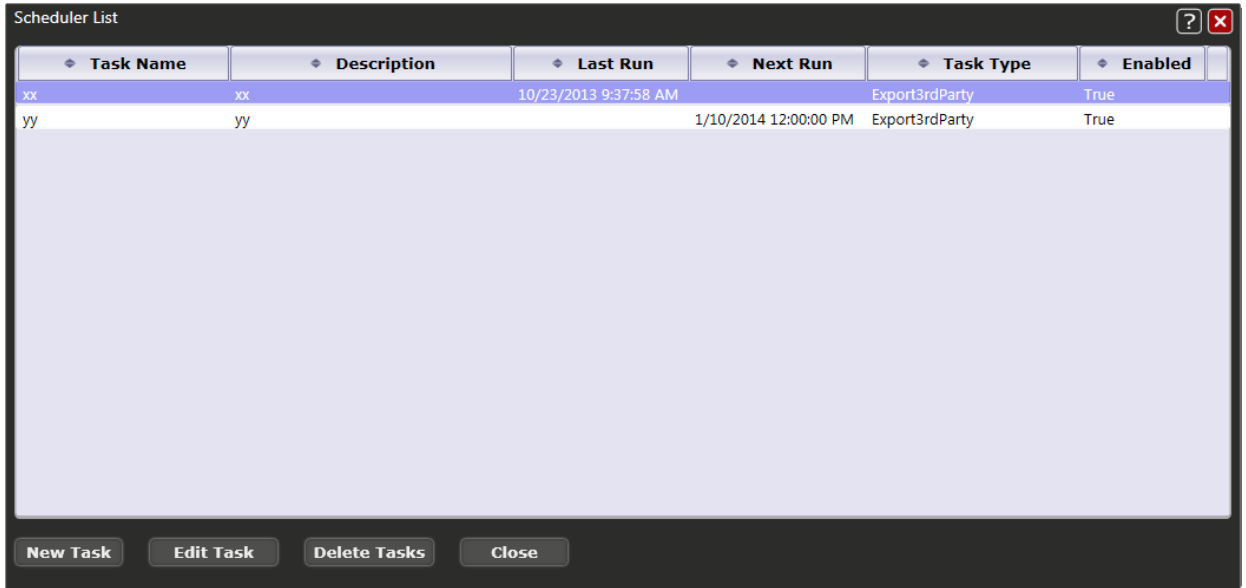 Scheduler List ?
Task Name Description Last Run Next Run Task Type Enabled
xx xx 10/23/2013 9:37:58 AM Export3rdParty True
yy yy 1/10/2014 12:00:00 PM Export3rdParty True
New Task Edit Task Delete Tasks Close